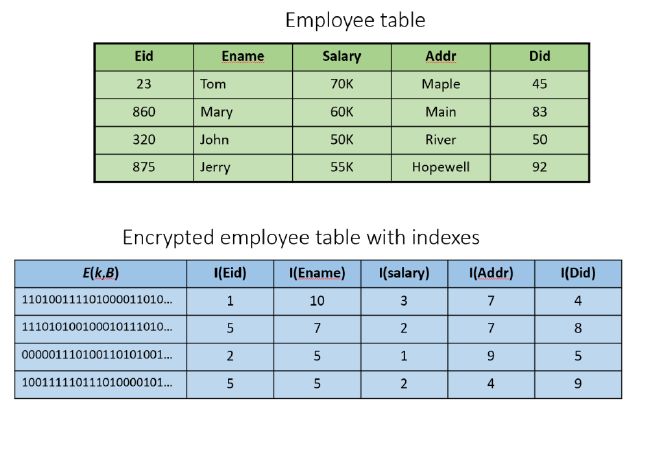 Employee table
Eid Ename Salary Addr Did
23 Tom 70K Maple 45
860 Mary 60K Main 83
320 John 50K River 50
875 Jerry 55K Hopewell 92
Encrypted employee table with indexes
E(k,B) I(Eid) I(Ename) I(salary) I(Addr) I(Did)
110100111101000011010... 1 10 3 7 4
111010100100010111010... 5 7 2 7 8
000001110100110101001... 2 5 1 9 5
100111110111010000101... 5 5 2 4 9